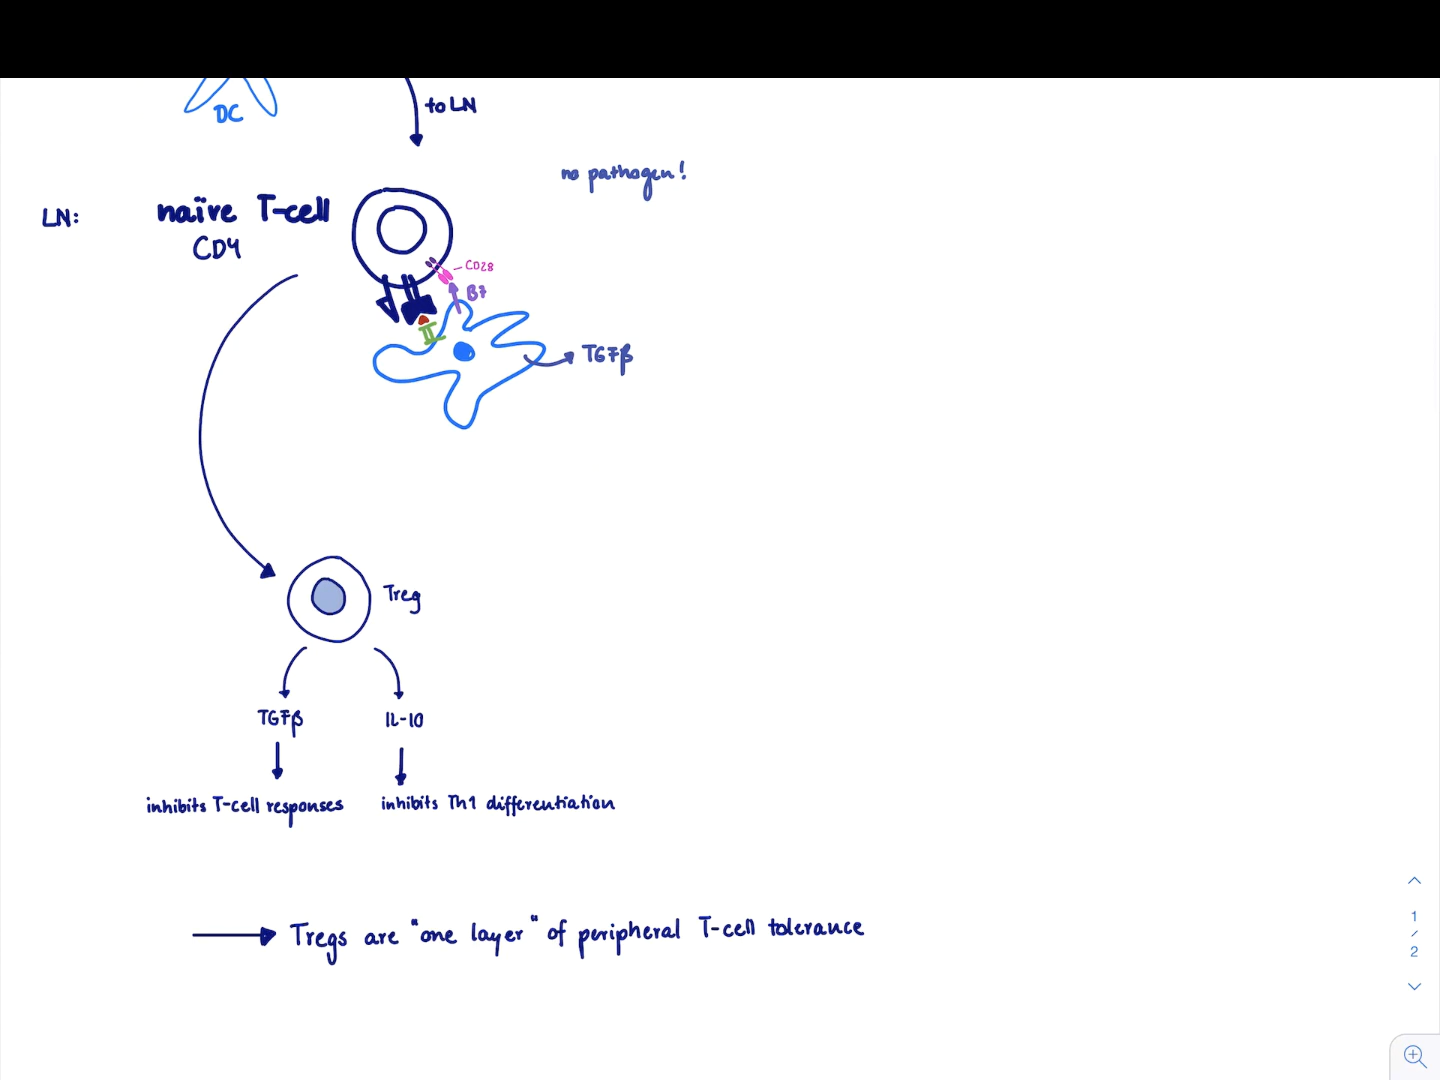 DC
to LN
no pathogen!
LN:
naïve T-cell
CD4
CD28
B7
II
TGFβ
Treg
TGFβ
IL-10
inhibits T-cell responses
inhibits Th1 differentiation
Tregs are "one layer" of peripheral T-cell tolerance
1
/
2